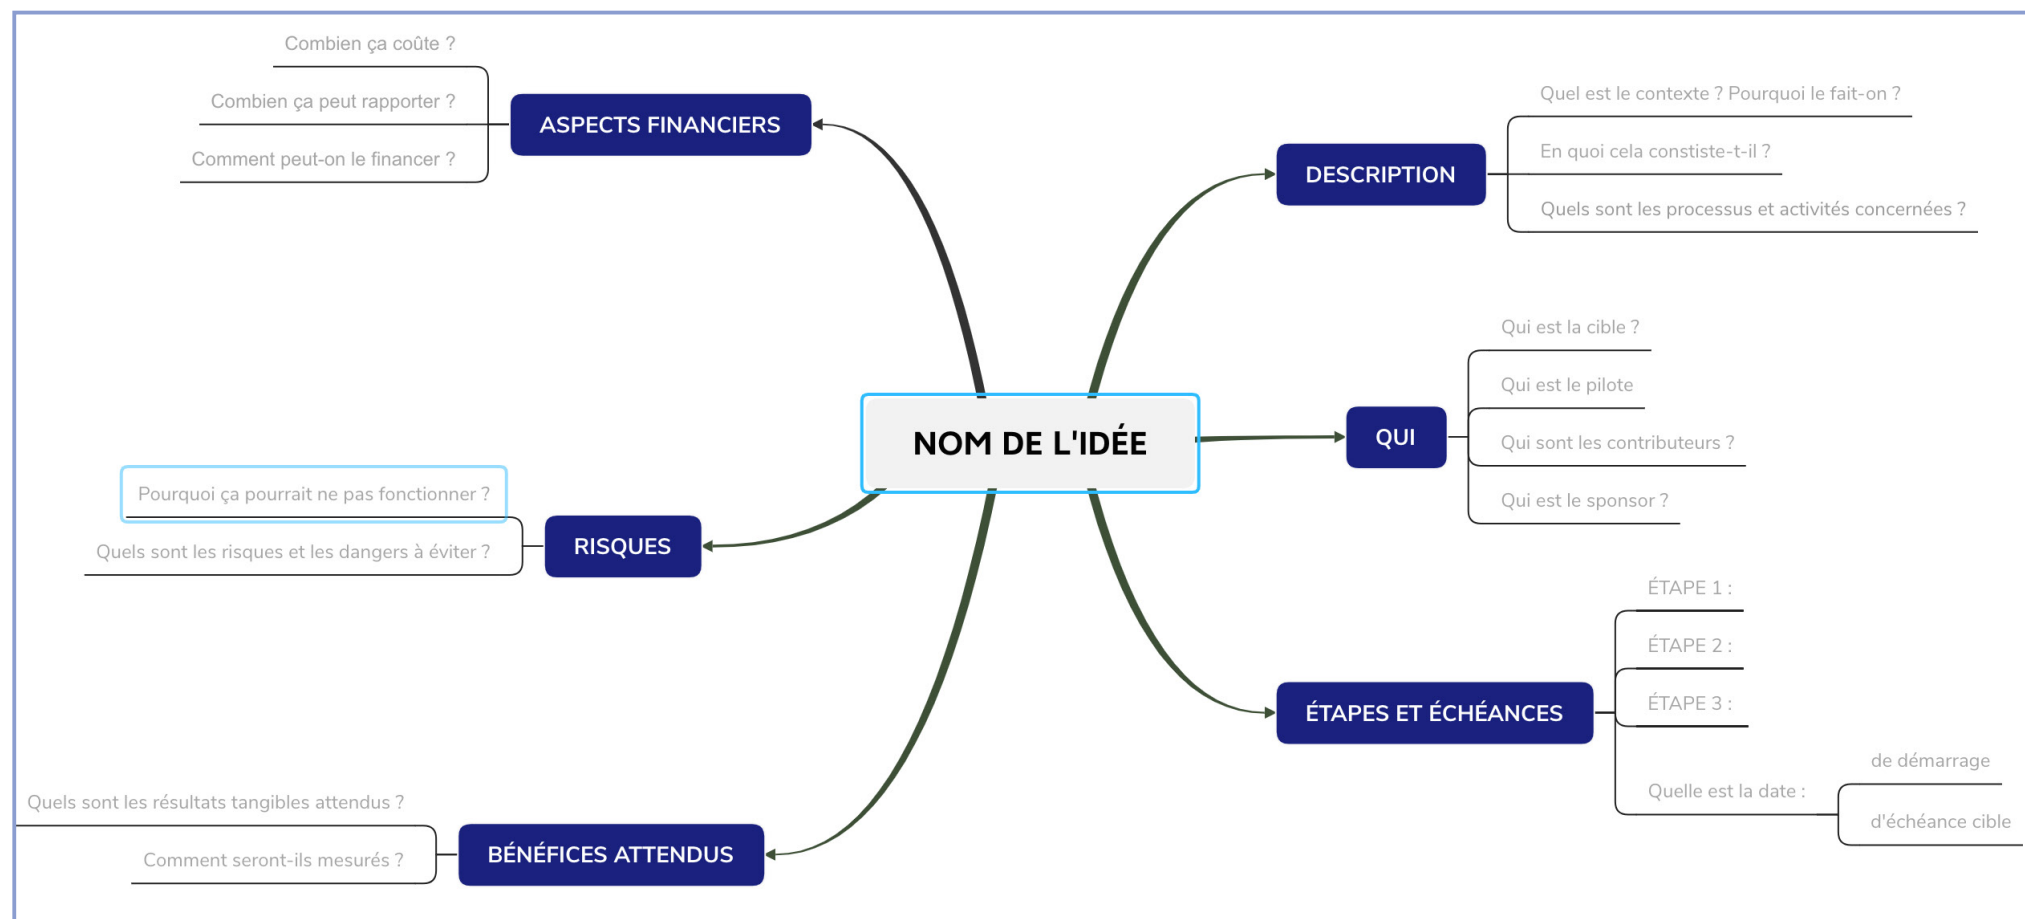 Combien ça coûte ?
Combien ça peut rapporter ?
Comment peut-on le financer ?
ASPECTS FINANCIERS
Quel est le contexte ? Pourquoi le fait-on ?
En quoi cela constiste-t-il ?
Quels sont les processus et activités concernées ?
DESCRIPTION
Qui est la cible ?
Qui est le pilote
Qui sont les contributeurs ?
Qui est le sponsor ?
QUI
NOM DE L'IDÉE
Pourquoi ça pourrait ne pas fonctionner ?
Quels sont les risques et les dangers à éviter ?
RISQUES
ÉTAPE 1 :
ÉTAPE 2 :
ÉTAPE 3 :
ÉTAPES ET ÉCHÉANCES
Quelle est la date :
de démarrage
d'échéance cible
Quels sont les résultats tangibles attendus ?
Comment seront-ils mesurés ?
BÉNÉFICES ATTENDUS